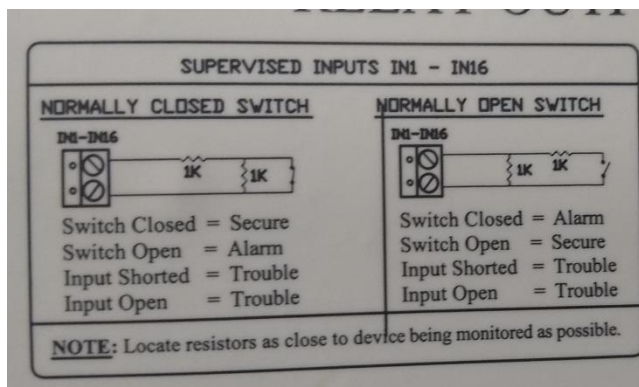 SUPERVISED INPUTS IN1 - IN16
NORMALLY CLOSED SWITCH
IN1-IN16
1K
1K
Switch Closed = Secure
Switch Open = Alarm
Input Shorted = Trouble
Input Open = Trouble
NORMALLY OPEN SWITCH
IN1-IN16
1K
1K
Switch Closed = Alarm
Switch Open = Secure
Input Shorted = Trouble
Input Open = Trouble
NOTE: Locate resistors as close to device being monitored as possible.